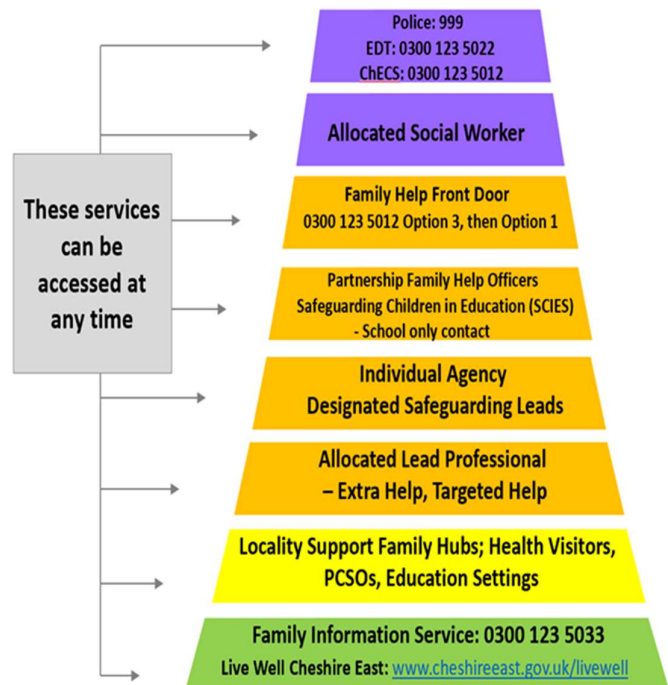 Police: 999
EDT: 0300 123 5022
ChECS: 0300 123 5012
Allocated Social Worker
These services
can be
accessed at
any time
Family Help Front Door
0300 123 5012 Option 3, then Option 1
Partnership Family Help Officers
Safeguarding Children in Education (SCIES)
- School only contact
Individual Agency
Designated Safeguarding Leads
Allocated Lead Professional
– Extra Help, Targeted Help
Locality Support Family Hubs; Health Visitors,
PCSOs, Education Settings
Family Information Service: 0300 123 5033
Live Well Cheshire East: www.cheshireeast.gov.uk/livewell